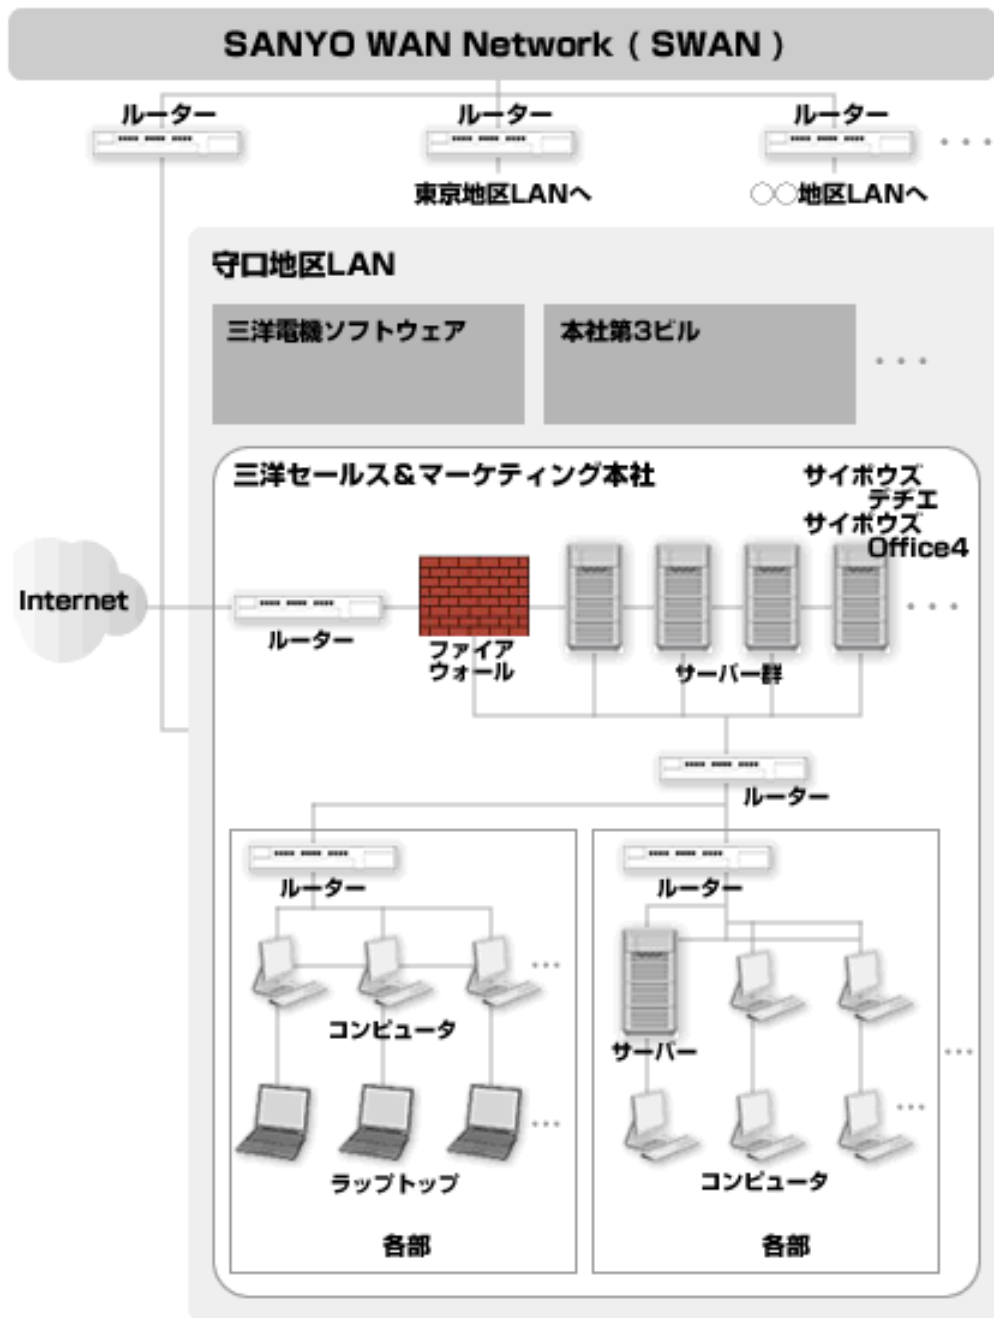 SANYO WAN Network ( SWAN )
ルーター
ルーター
ルーター
東京地区LANへ
○○地区LANへ
守口地区LAN
三洋電機ソフトウェア
本社第3ビル
三洋セールス&マーケティング本社
サイボウズ
デヂエ
サイボウズ
Office4
Internet
ルーター
ファイア
ウォール
サーバー群
ルーター
ルーター
ルーター
コンピュータ
サーバー
ラップトップ
コンピュータ
各部
各部